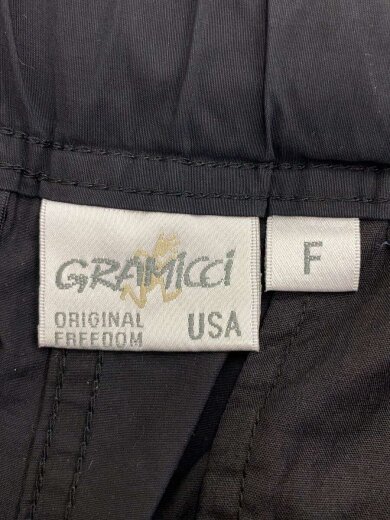 GRAMICCi
ORIGINAL
FREEDOM
USA
F